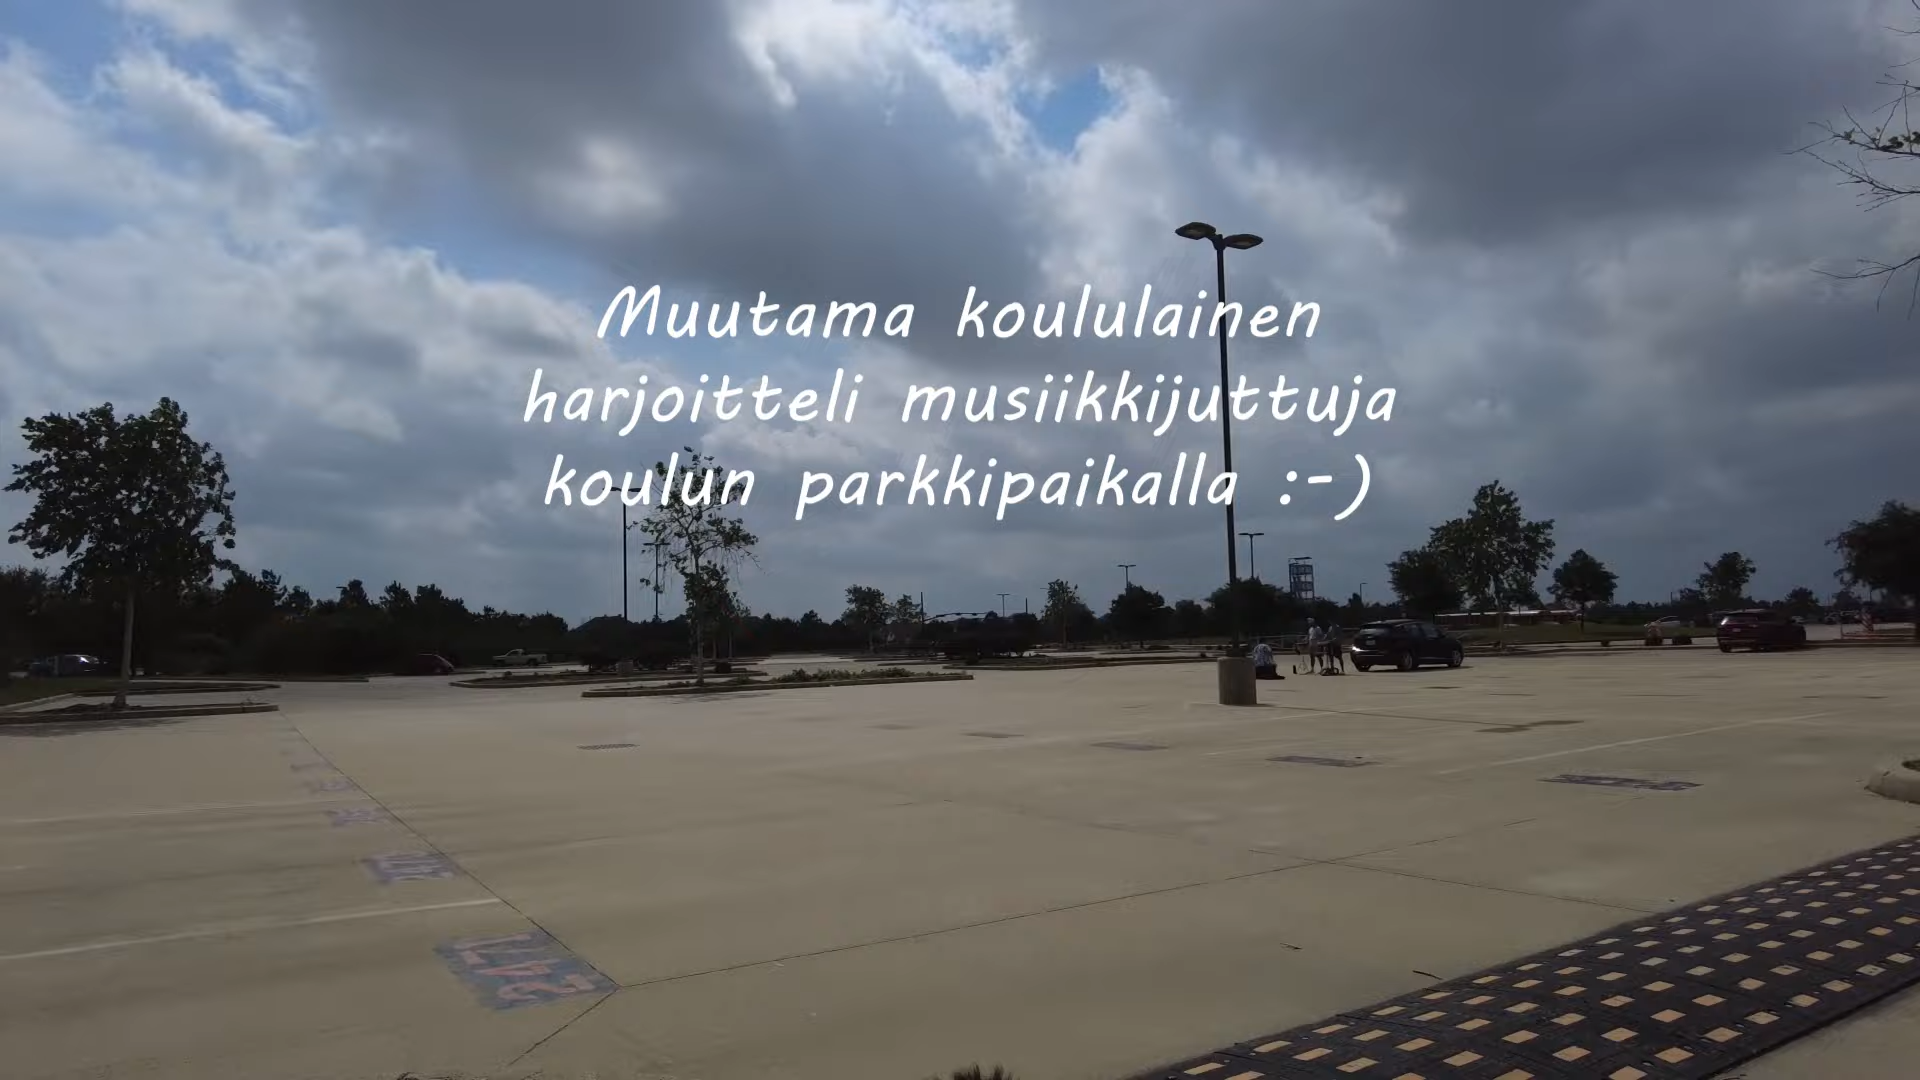 Muutama koululainen
harjoitteli musiikkijuttuja
koulun parkkipaikalla :-)